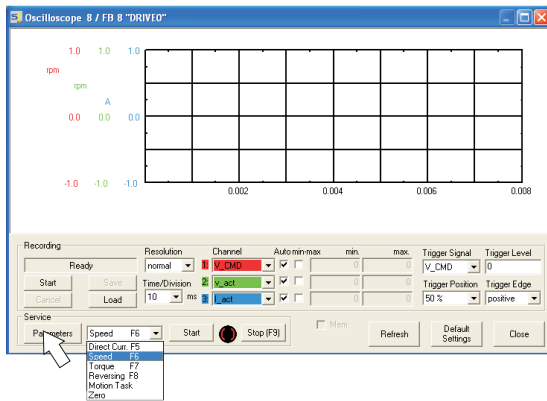 Oscilloscope 8 / FB 8 "DRIVE0"
1.0 1.0 1.0
rpm
rpm
A
0.0 0.0 0.0
-1.0 -1.0 -1.0
0.002 0.004 0.006 0.008
Recording
Resolution Channel Auto min-max min. max. Trigger Signal Trigger Level
Ready normal 1: V_CMD 0 0 V_CMD 0
Start Save Time/Division 2: v_act 0 0 Trigger Position Trigger Edge
Cancel Load 10 ms 3: I_act 0 0 50 % positive
Service
Parameters Speed F6 Start Stop (F9) Mem Refresh Default Settings Close
Direct Curr. F5
Speed F6
Torque F7
Reversing F8
Motion Task
Zero